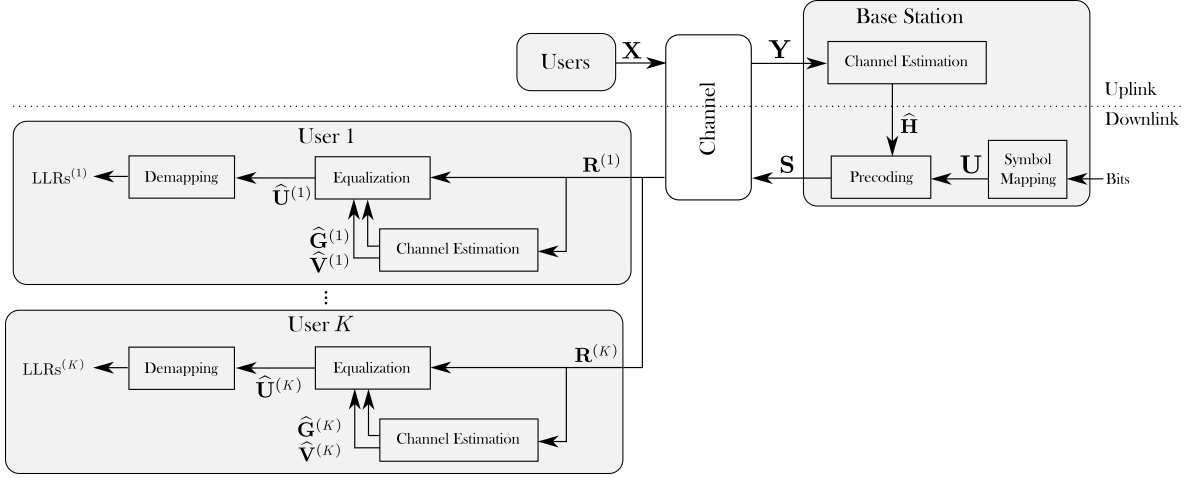 Base Station
Users
X
Channel
Y
Channel Estimation
Uplink
Downlink
Ĥ
S
Precoding
U
Symbol
Mapping
Bits
User 1
LLRs⁽¹⁾
Demapping
Û⁽¹⁾
Equalization
R⁽¹⁾
Ĝ⁽¹⁾
V̂⁽¹⁾
Channel Estimation
⋮
User K
LLRs⁽ᴷ⁾
Demapping
Û⁽ᴷ⁾
Equalization
R⁽ᴷ⁾
Ĝ⁽ᴷ⁾
V̂⁽ᴷ⁾
Channel Estimation